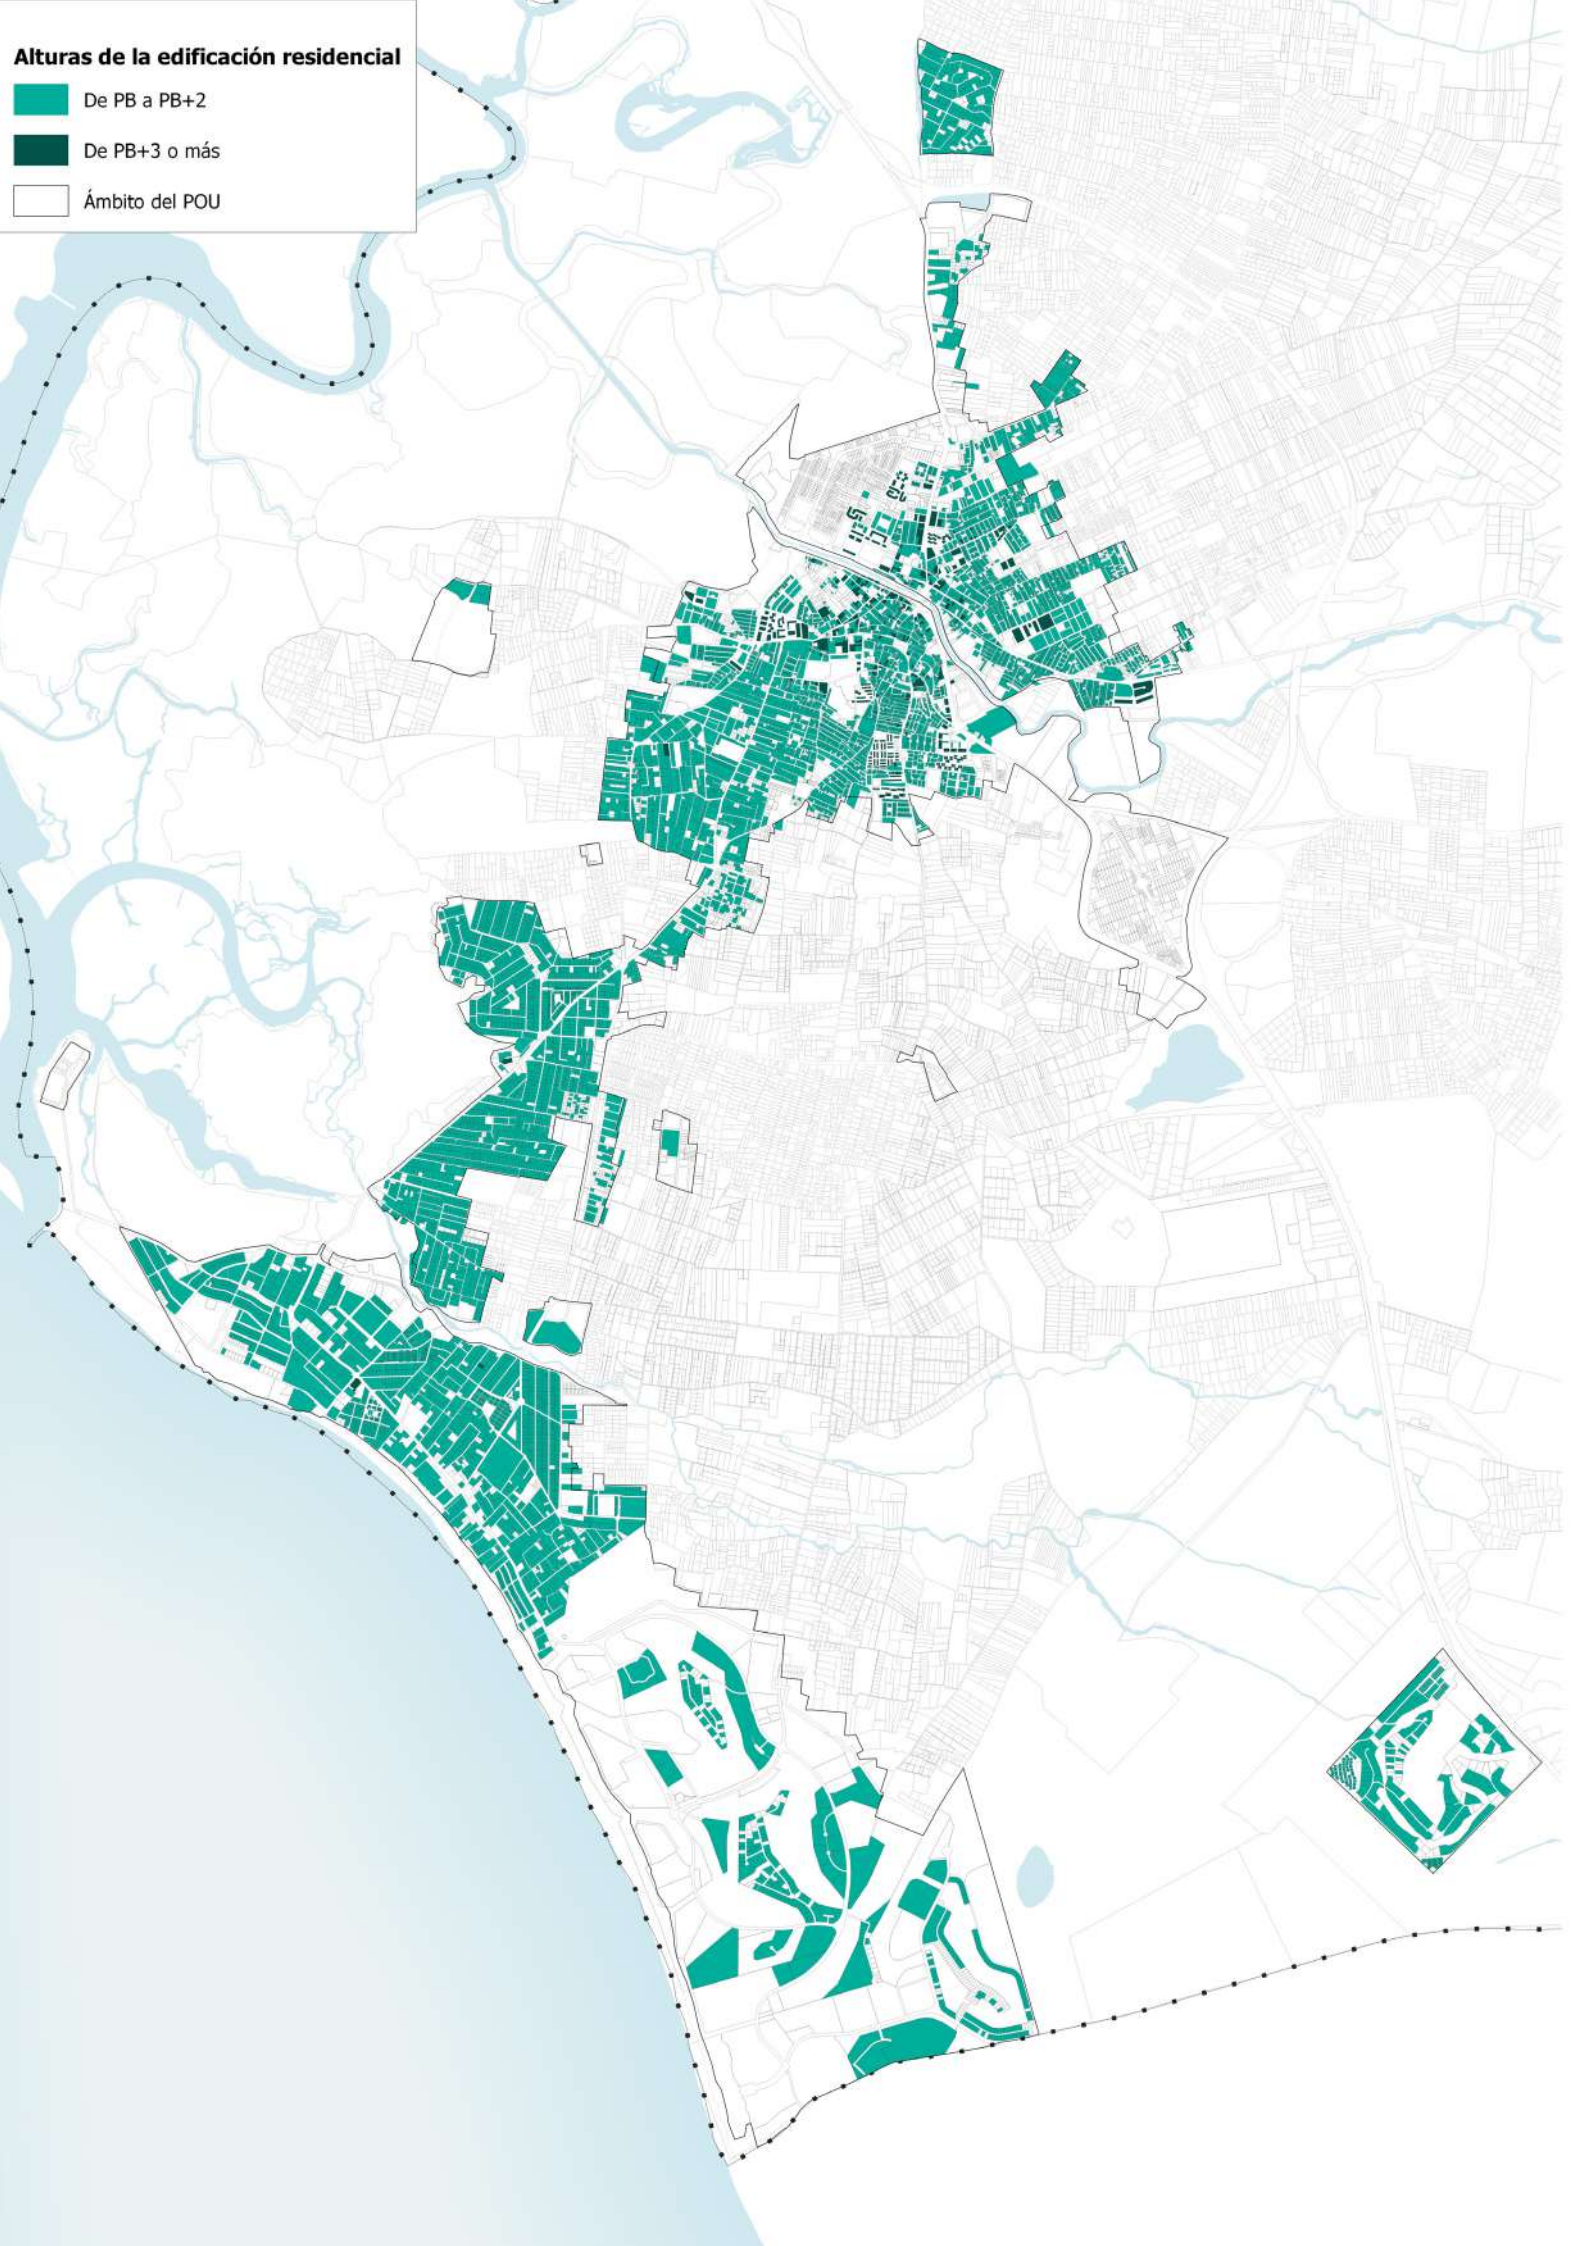 Alturas de la edificación residencial
De PB a PB+2
De PB+3 o más
Ámbito del POU